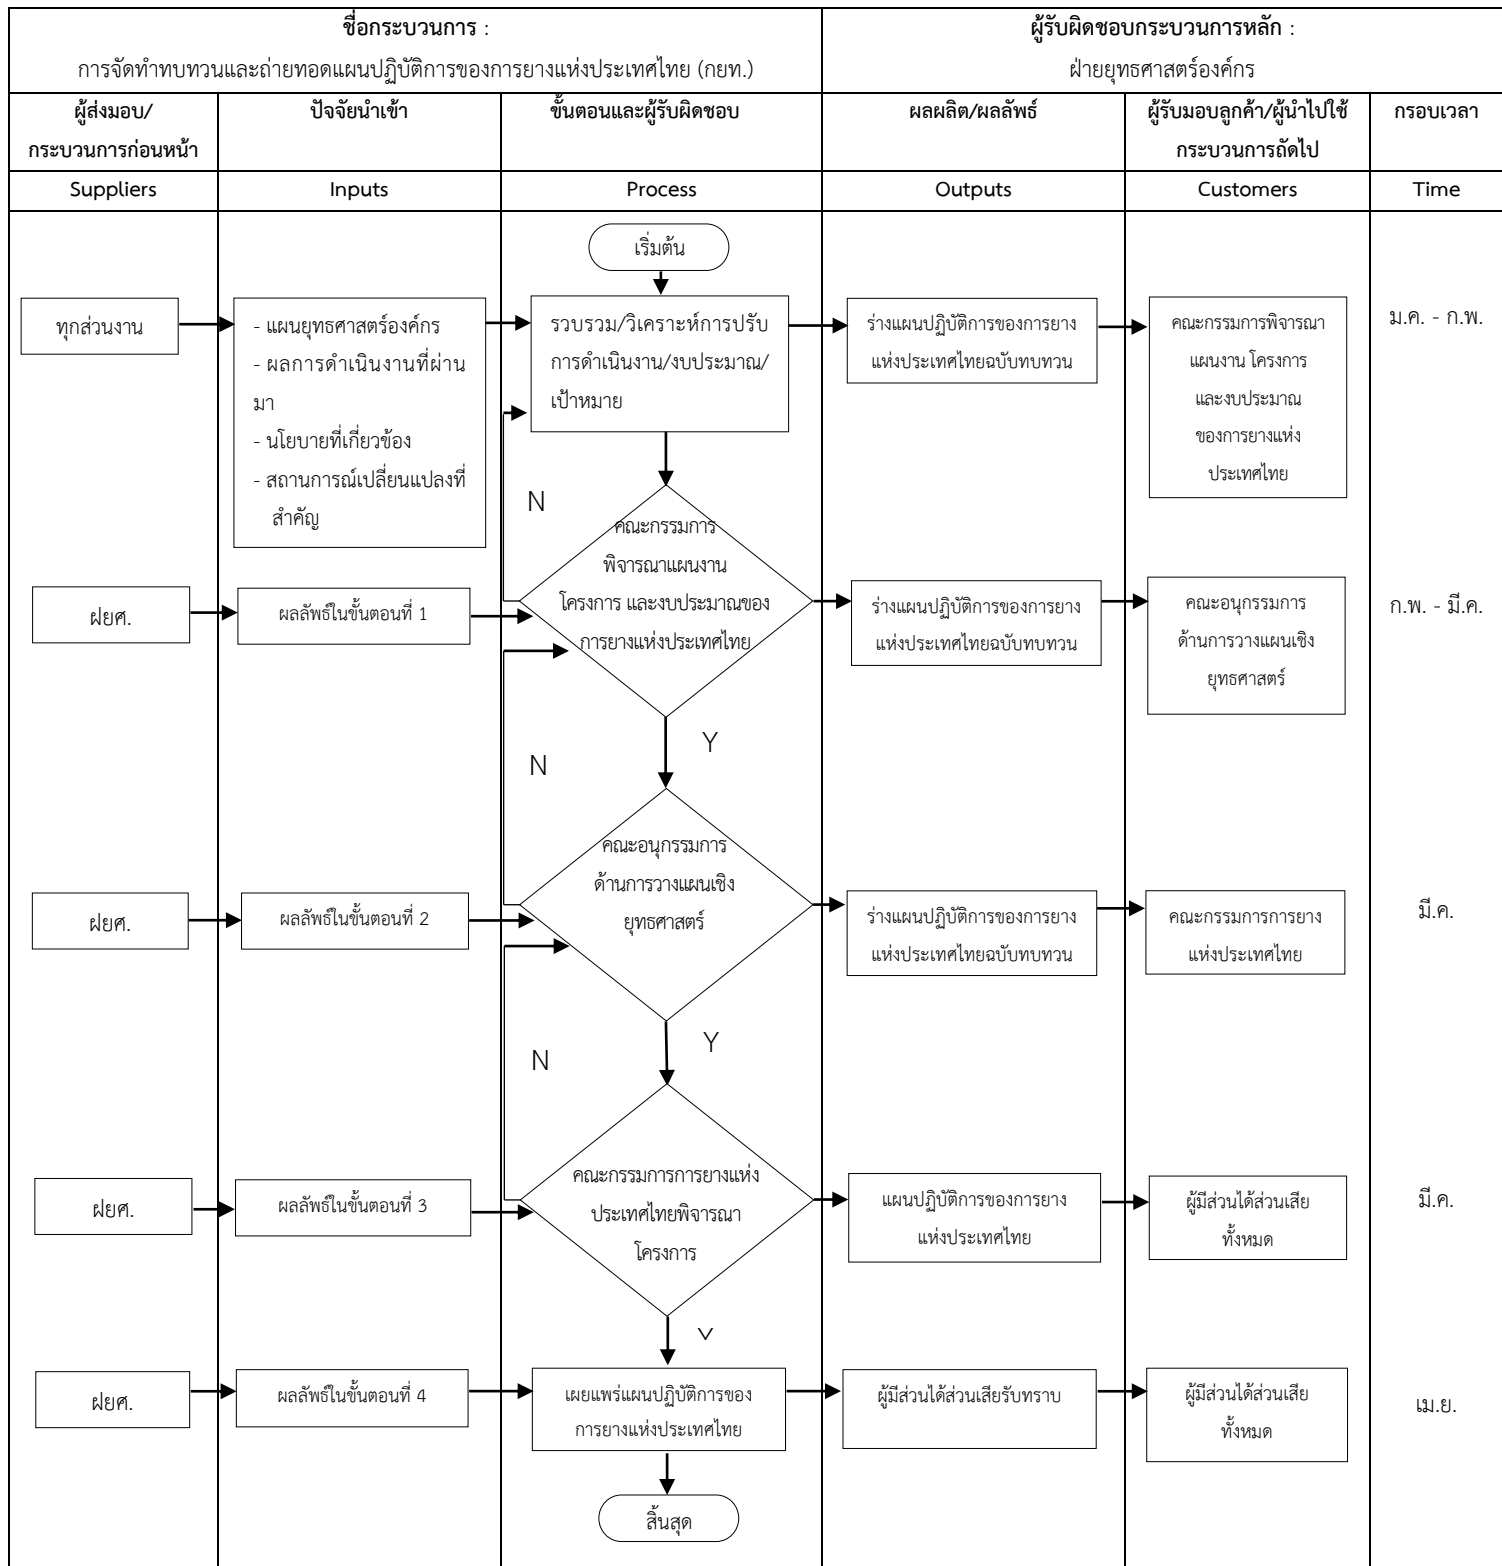 ชื่อกระบวนการ :
การจัดทำทบทวนและถ่ายทอดแผนปฏิบัติการของการยางแห่งประเทศไทย (กยท.)
ผู้รับผิดชอบกระบวนการหลัก :
ฝ่ายยุทธศาสตร์องค์กร
ผู้ส่งมอบ/
กระบวนการก่อนหน้า
ปัจจัยนำเข้า
ขั้นตอนและผู้รับผิดชอบ
ผลผลิต/ผลลัพธ์
ผู้รับมอบลูกค้า/ผู้นำไปใช้
กระบวนการถัดไป
กรอบเวลา
Suppliers
Inputs
Process
Outputs
Customers
Time
เริ่มต้น
ทุกส่วนงาน
- แผนยุทธศาสตร์องค์กร
- ผลการดำเนินงานที่ผ่าน
มา
- นโยบายที่เกี่ยวข้อง
- สถานการณ์เปลี่ยนแปลงที่
สำคัญ
รวบรวม/วิเคราะห์การปรับ
การดำเนินงาน/งบประมาณ/
เป้าหมาย
ร่างแผนปฏิบัติการของการยาง
แห่งประเทศไทยฉบับทบทวน
คณะกรรมการพิจารณา
แผนงาน โครงการ
และงบประมาณ
ของการยางแห่ง
ประเทศไทย
ม.ค. - ก.พ.
N
ฝยศ.
ผลลัพธ์ในขั้นตอนที่ 1
คณะกรรมการ
พิจารณาแผนงาน
โครงการ และงบประมาณของ
การยางแห่งประเทศไทย
ร่างแผนปฏิบัติการของการยาง
แห่งประเทศไทยฉบับทบทวน
คณะอนุกรรมการ
ด้านการวางแผนเชิง
ยุทธศาสตร์
ก.พ. - มี.ค.
Y
N
ฝยศ.
ผลลัพธ์ในขั้นตอนที่ 2
คณะอนุกรรมการ
ด้านการวางแผนเชิง
ยุทธศาสตร์
ร่างแผนปฏิบัติการของการยาง
แห่งประเทศไทยฉบับทบทวน
คณะกรรมการการยาง
แห่งประเทศไทย
มี.ค.
Y
N
ฝยศ.
ผลลัพธ์ในขั้นตอนที่ 3
คณะกรรมการการยางแห่ง
ประเทศไทยพิจารณา
โครงการ
แผนปฏิบัติการของการยาง
แห่งประเทศไทย
ผู้มีส่วนได้ส่วนเสีย
ทั้งหมด
มี.ค.
Y
ฝยศ.
ผลลัพธ์ในขั้นตอนที่ 4
เผยแพร่แผนปฏิบัติการของ
การยางแห่งประเทศไทย
ผู้มีส่วนได้ส่วนเสียรับทราบ
ผู้มีส่วนได้ส่วนเสีย
ทั้งหมด
เม.ย.
สิ้นสุด